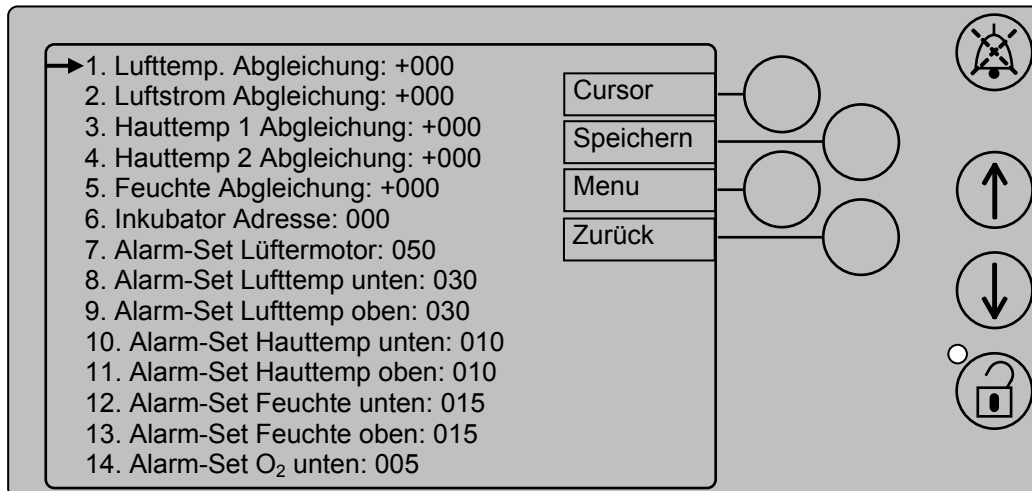 1. Lufttemp. Abgleichung: +000
2. Luftstrom Abgleichung: +000
3. Hauttemp 1 Abgleichung: +000
4. Hauttemp 2 Abgleichung: +000
5. Feuchte Abgleichung: +000
6. Inkubator Adresse: 000
7. Alarm-Set Lüftermotor: 050
8. Alarm-Set Lufttemp unten: 030
9. Alarm-Set Lufttemp oben: 030
10. Alarm-Set Hauttemp unten: 010
11. Alarm-Set Hauttemp oben: 010
12. Alarm-Set Feuchte unten: 015
13. Alarm-Set Feuchte oben: 015
14. Alarm-Set O₂ unten: 005
Cursor
Speichern
Menu
Zurück